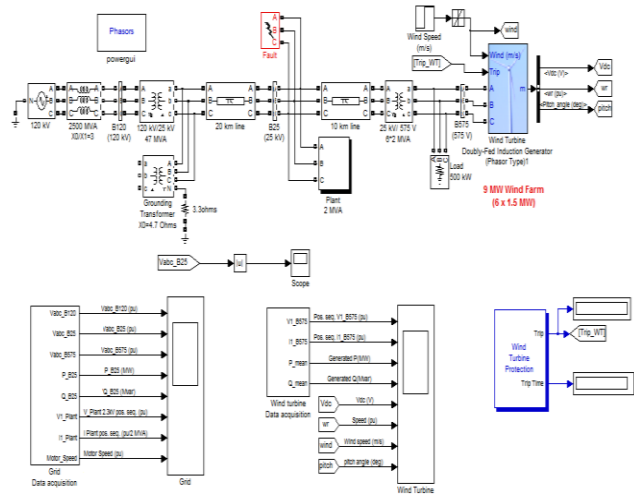 Phasors
powergui
Fault
Wind Speed
(m/s)
wind
[Trip_WT]
Wind (m/s)
Trip
<Vdc (V)>
<wr (pu)>
<Pitch_angle (deg)>
Vdc
wr
pitch
m
N
A
B
C
A
B
C
120 kV
2500 MVA
X0/X1=3
B120
(120 kV)
120 kV/25 kV
47 MVA
20 km line
B25
(25 kV)
10 km line
25 kV/ 575 V
6*2 MVA
B575
(575 V)
Wind Turbine
Doubly-Fed Induction Generator
(Phasor Type)1
Load
500 kW
9 MW Wind Farm
(6 x 1.5 MW)
Plant
2 MVA
Grounding
Transformer
X0=4.7 Ohms
3.3ohms
Vabc_B25
|u|
Scope
Vabc_B120
Vabc_B120 (pu)
Vabc_B25
Vabc_B25 (pu)
Vabc_B575
Vabc_B575 (pu)
P_B25
P_B25 (MW)
Q_B25
Q_B25 (Mvar)
V1_Plant
V_Plant 2.3kV pos. seq. (pu)
I1_Plant
I Plant pos. seq. (pu/2 MVA)
Motor_Speed
Motor Speed (pu)
Grid
Data acquisition
Grid
V1_B575
Pos. seq. V1_B575 (pu)
I1_B575
Pos. seq. I1_B575 (pu)
P_mean
Generated P(MW)
Q_mean
Generated Q(Mvar)
Wind turbine
Data acquisition
Vdc
Vdc (V)
wr
Speed (pu)
wind
Wind speed (m/s)
pitch
pitch angle (deg)
Wind Turbine
Wind
Turbine
Protection
Trip
Trip Time
[Trip_WT]